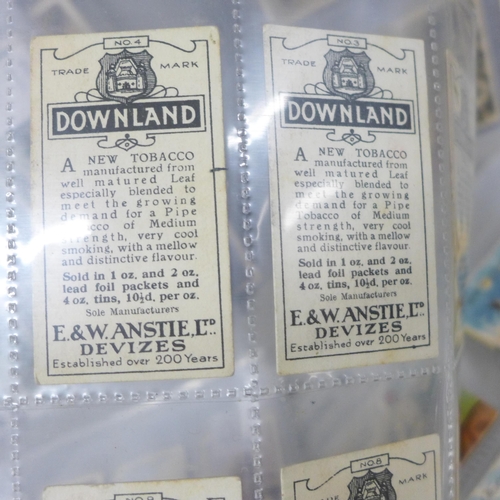 NO. 4
TRADE MARK
DOWNLAND
A NEW TOBACCO
manufactured from
well matured Leaf
especially blended to
meet the growing
demand for a Pipe
Tobacco of Medium
strength, very cool
smoking, with a mellow
and distinctive flavour.
Sold in 1 oz. and 2 oz.
lead foil packets and
4 oz. tins, 10½d. per oz.
Sole Manufacturers
E. & W. ANSTIE, LTD.
DEVIZES
Established over 200 Years
NO. 3
TRADE MARK
DOWNLAND
A NEW TOBACCO
manufactured from
well matured Leaf
especially blended to
meet the growing
demand for a Pipe
Tobacco of Medium
strength, very cool
smoking, with a mellow
and distinctive flavour.
Sold in 1 oz. and 2 oz.
lead foil packets and
4 oz. tins, 10½d. per oz.
Sole Manufacturers
E. & W. ANSTIE, LTD.
DEVIZES
Established over 200 Years
NO. 9
NO. 8
TRADE MARK